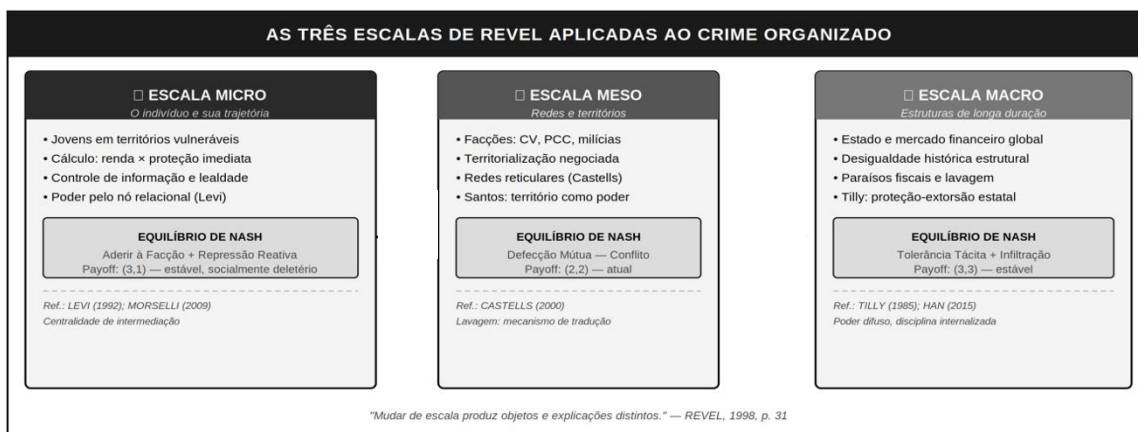 AS TRÊS ESCALAS DE REVEL APLICADAS AO CRIME ORGANIZADO
ESCALA MICRO
O indivíduo e sua trajetória
• Jovens em territórios vulneráveis
• Cálculo: renda × proteção imediata
• Controle de informação e lealdade
• Poder pelo nó relacional (Levi)
EQUILÍBRIO DE NASH
Aderir à Facção + Repressão Reativa
Payoff: (3,1) — estável, socialmente deletério
Ref.: LEVI (1992); MORSELLI (2009)
Centralidade de intermediação
ESCALA MESO
Redes e territórios
• Facções: CV, PCC, milícias
• Territorialização negociada
• Redes reticulares (Castells)
• Santos: território como poder
EQUILÍBRIO DE NASH
Defecção Mútua — Conflito
Payoff: (2,2) — atual
Ref.: CASTELLS (2000)
Lavagem: mecanismo de tradução
ESCALA MACRO
Estruturas de longa duração
• Estado e mercado financeiro global
• Desigualdade histórica estrutural
• Paraísos fiscais e lavagem
• Tilly: proteção-extorsão estatal
EQUILÍBRIO DE NASH
Tolerância Tácita + Infiltração
Payoff: (3,3) — estável
Ref.: TILLY (1985); HAN (2015)
Poder difuso, disciplina internalizada
"Mudar de escala produz objetos e explicações distintos." — REVEL, 1998, p. 31